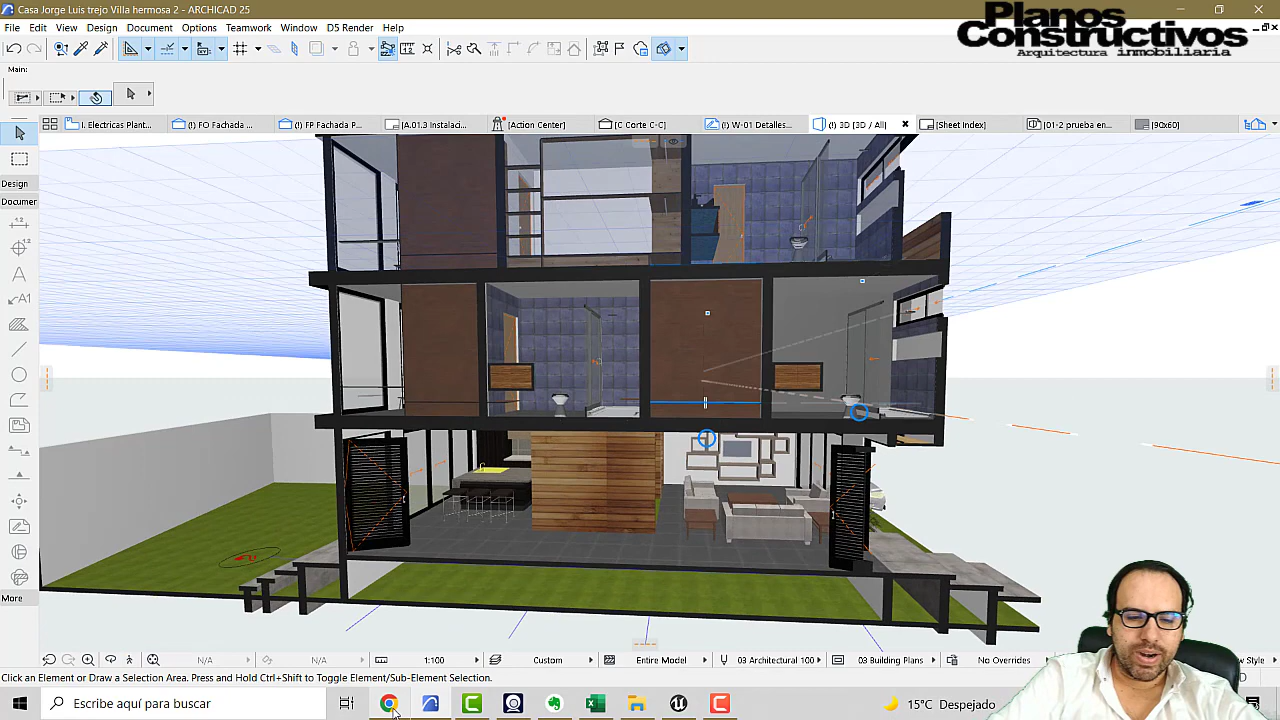 Casa Jorge Luis trejo Villa hermosa 2 - ARCHICAD 25
Planos
Constructivos
Arquitectura inmobiliaria
File Edit View Design Document Options Teamwork Window DSender Help
Main:
I. Electricas Plant...
(!) FO Fachada ...
(!) FP Fachada P...
[A.01.3 Instalaci...
[Action Center]
[C Corte C-C]
(!) W-01 Detalles...
(!) 3D [3D / All]
[Sheet Index]
(!)01-2 prueba en...
[90x60]
Design
Documer
More
N/A
N/A
1:100
Custom
Entire Model
03 Architectural 100
03 Building Plans
No Overrides
Click an Element or Draw a Selection Area. Press and Hold Ctrl+Shift to Toggle Element/Sub-Element Selection.
Escribe aquí para buscar
15°C Despejado